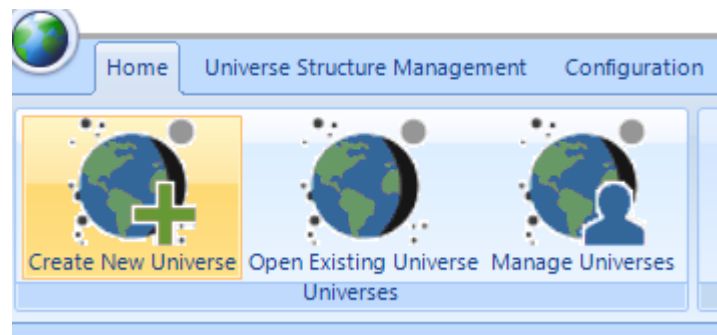 Home Universe Structure Management Configuration
Create New Universe Open Existing Universe Manage Universes
Universes